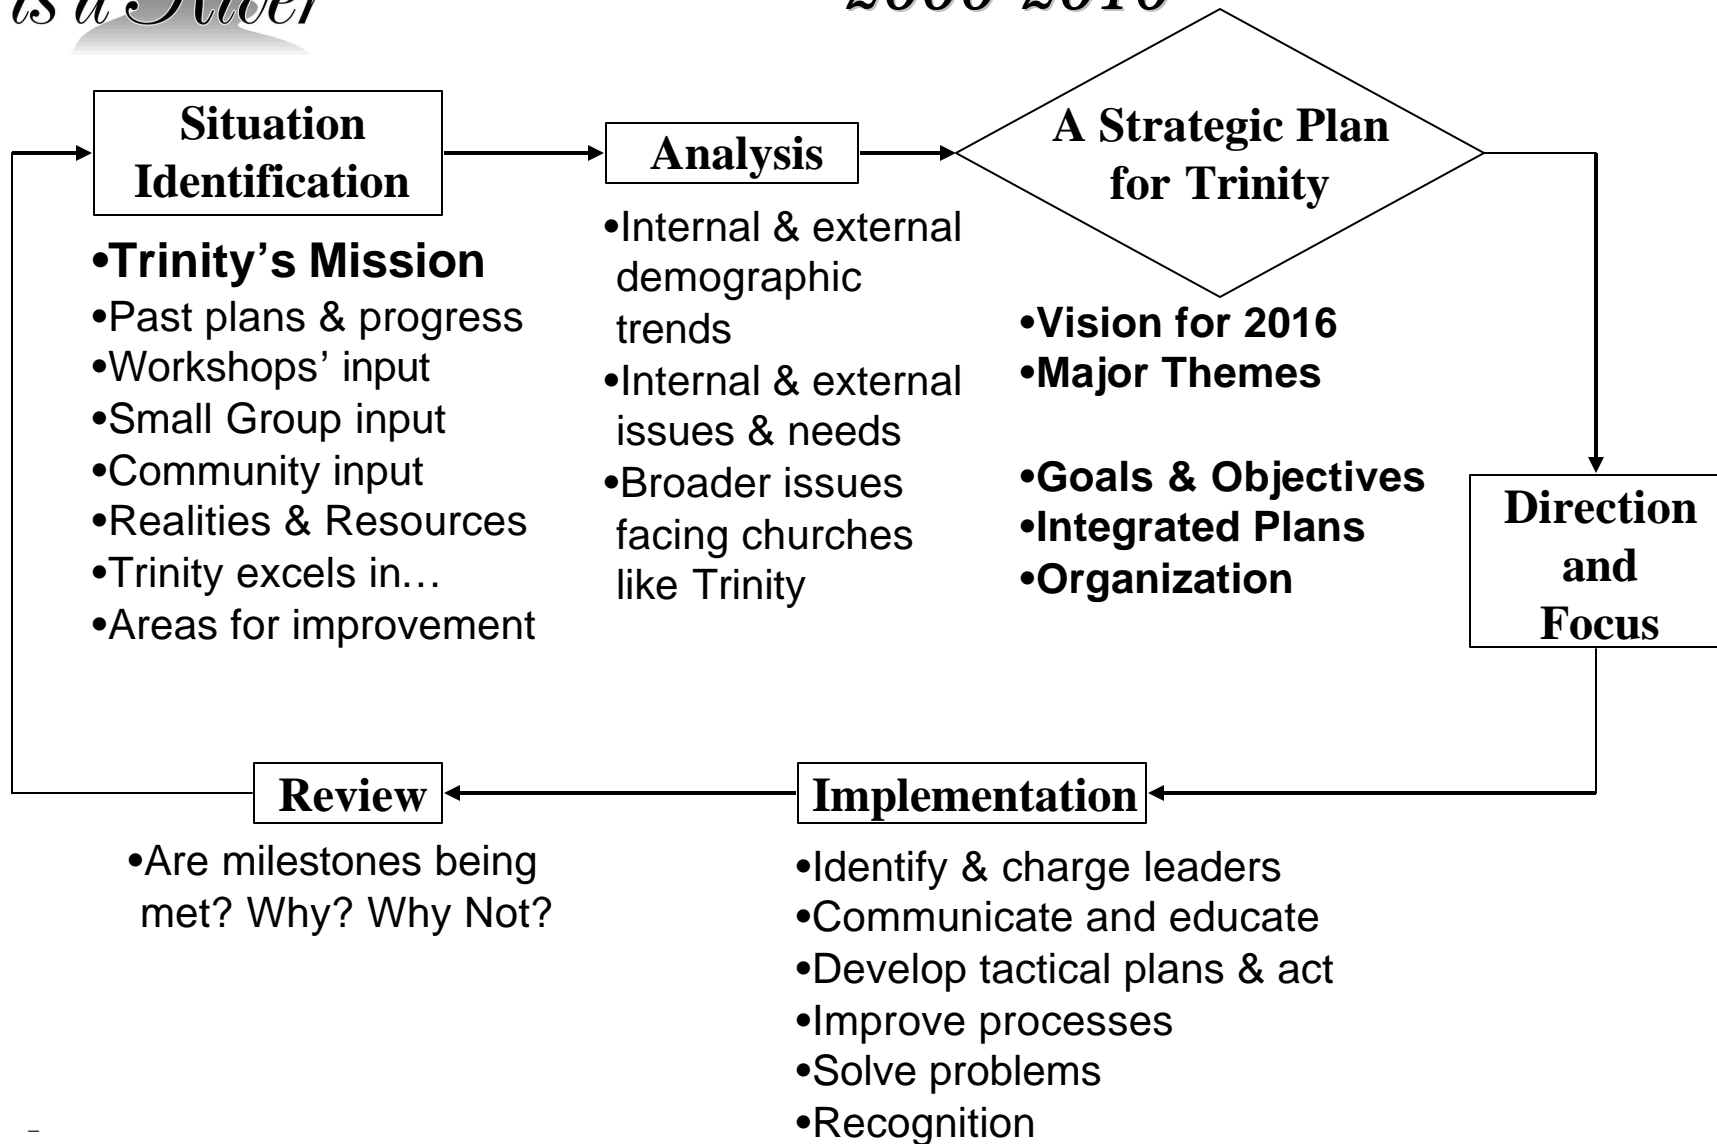 is a River
2006-2016
Situation
Identification
•Trinity’s Mission
•Past plans & progress
•Workshops’ input
•Small Group input
•Community input
•Realities & Resources
•Trinity excels in…
•Areas for improvement
Analysis
•Internal & external
demographic
trends
•Internal & external
issues & needs
•Broader issues
facing churches
like Trinity
A Strategic Plan
for Trinity
•Vision for 2016
•Major Themes
•Goals & Objectives
•Integrated Plans
•Organization
Direction
and
Focus
Implementation
•Identify & charge leaders
•Communicate and educate
•Develop tactical plans & act
•Improve processes
•Solve problems
•Recognition
Review
•Are milestones being
met? Why? Why Not?